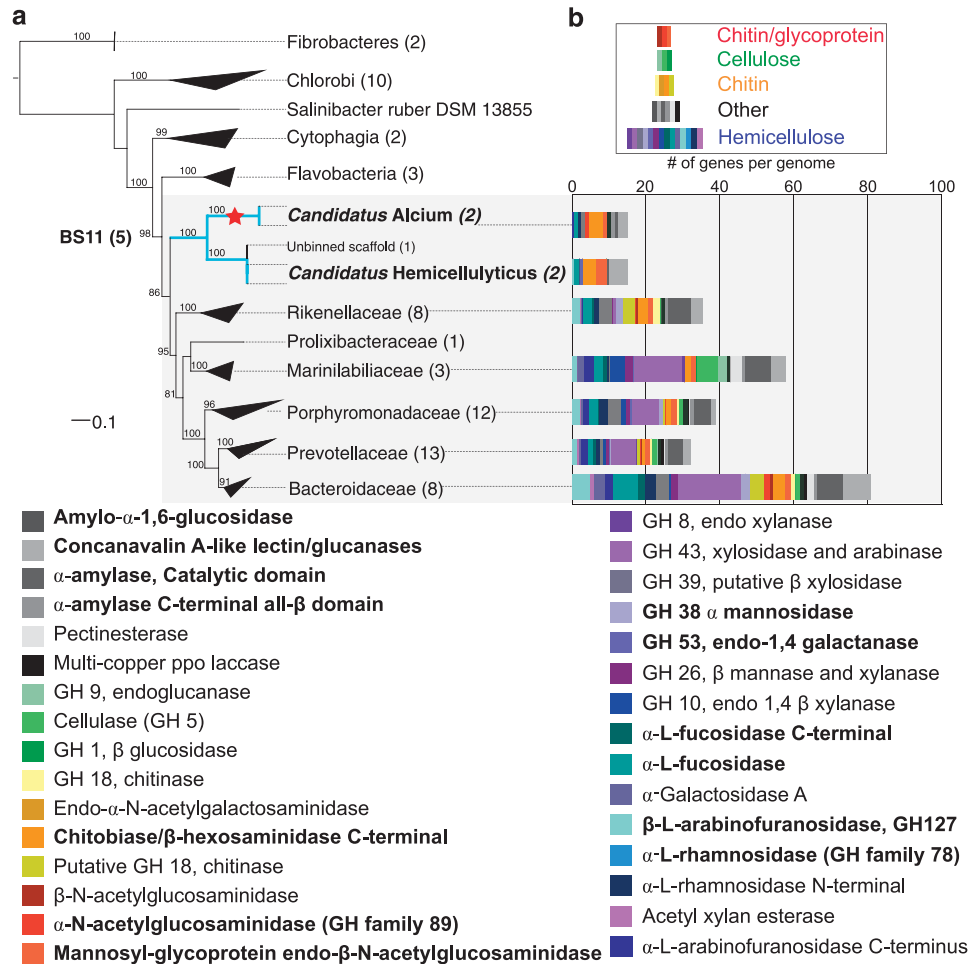 a
b
Chitin/glycoprotein
Cellulose
Chitin
Other
Hemicellulose
# of genes per genome
0 20 40 60 80 100
100 Fibrobacteres (2)
100 Chlorobi (10)
Salinibacter ruber DSM 13855
99 Cytophagia (2)
100 Flavobacteria (3)
100 100 Candidatus Alcium (2)
BS11 (5) 98
Unbinned scaffold (1)
100 Candidatus Hemicellulyticus (2)
86
100 Rikenellaceae (8)
Prolixibacteraceae (1)
95
100 Marinilabiliaceae (3)
81
96 Porphyromonadaceae (12)
0.1
100 Prevotellaceae (13)
91 Bacteroidaceae (8)
Amylo-α-1,6-glucosidase
Concanavalin A-like lectin/glucanases
α-amylase, Catalytic domain
α-amylase C-terminal all-β domain
Pectinesterase
Multi-copper ppo laccase
GH 9, endoglucanase
Cellulase (GH 5)
GH 1, β glucosidase
GH 18, chitinase
Endo-α-N-acetylgalactosaminidase
Chitobiase/β-hexosaminidase C-terminal
Putative GH 18, chitinase
β-N-acetylglucosaminidase
α-N-acetylglucosaminidase (GH family 89)
Mannosyl-glycoprotein endo-β-N-acetylglucosaminidase
GH 8, endo xylanase
GH 43, xylosidase and arabinase
GH 39, putative β xylosidase
GH 38 α mannosidase
GH 53, endo-1,4 galactanase
GH 26, β mannase and xylanase
GH 10, endo 1,4 β xylanase
α-L-fucosidase C-terminal
α-L-fucosidase
α-Galactosidase A
β-L-arabinofuranosidase, GH127
α-L-rhamnosidase (GH family 78)
α-L-rhamnosidase N-terminal
Acetyl xylan esterase
α-L-arabinofuranosidase C-terminus